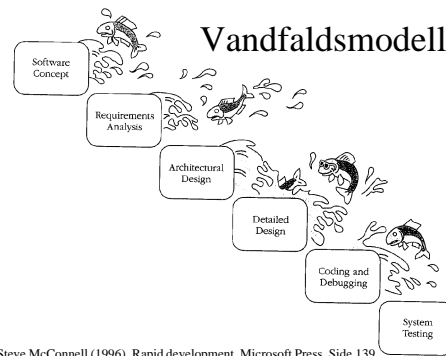 Vandfaldsmodell
Software
Concept
Requirements
Analysis
Architectural
Design
Detailed
Design
Coding and
Debugging
System
Testing
Steve McConnell (1996). Rapid development. Microsoft Press. Side 139